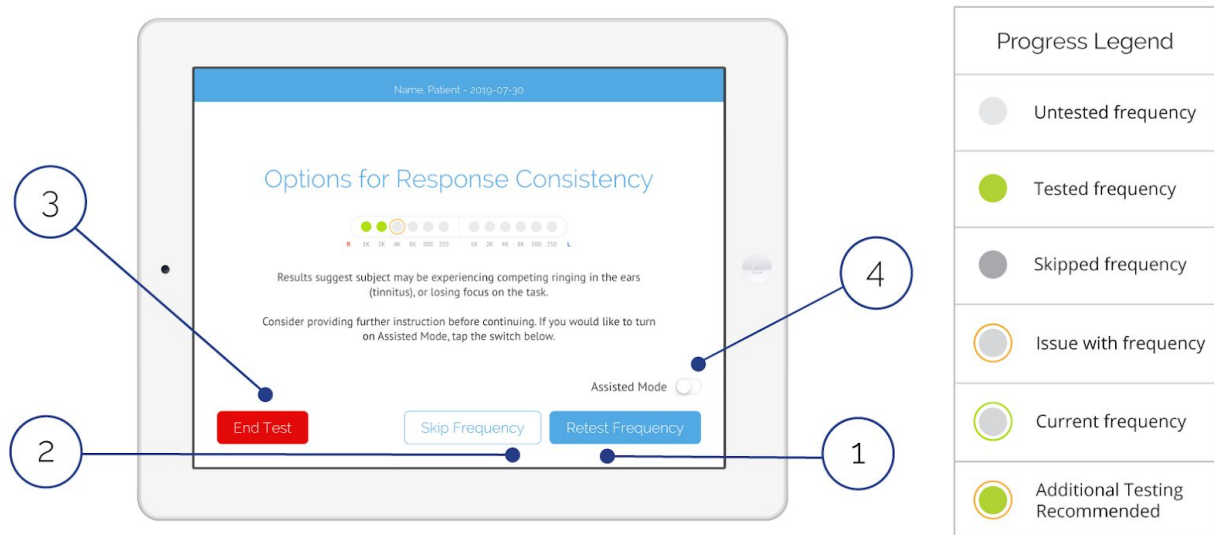 Name, Patient - 2019-07-30
Options for Response Consistency
R 1K 2K 4K 8K 500 250 1K 2K 4K 8K 500 250 L
Results suggest subject may be experiencing competing ringing in the ears
(tinnitus), or losing focus on the task.
Consider providing further instruction before continuing. If you would like to turn
on Assisted Mode, tap the switch below.
Assisted Mode
End Test
Skip Frequency
Retest Frequency
3
2
4
1
Progress Legend
Untested frequency
Tested frequency
Skipped frequency
Issue with frequency
Current frequency
Additional Testing
Recommended